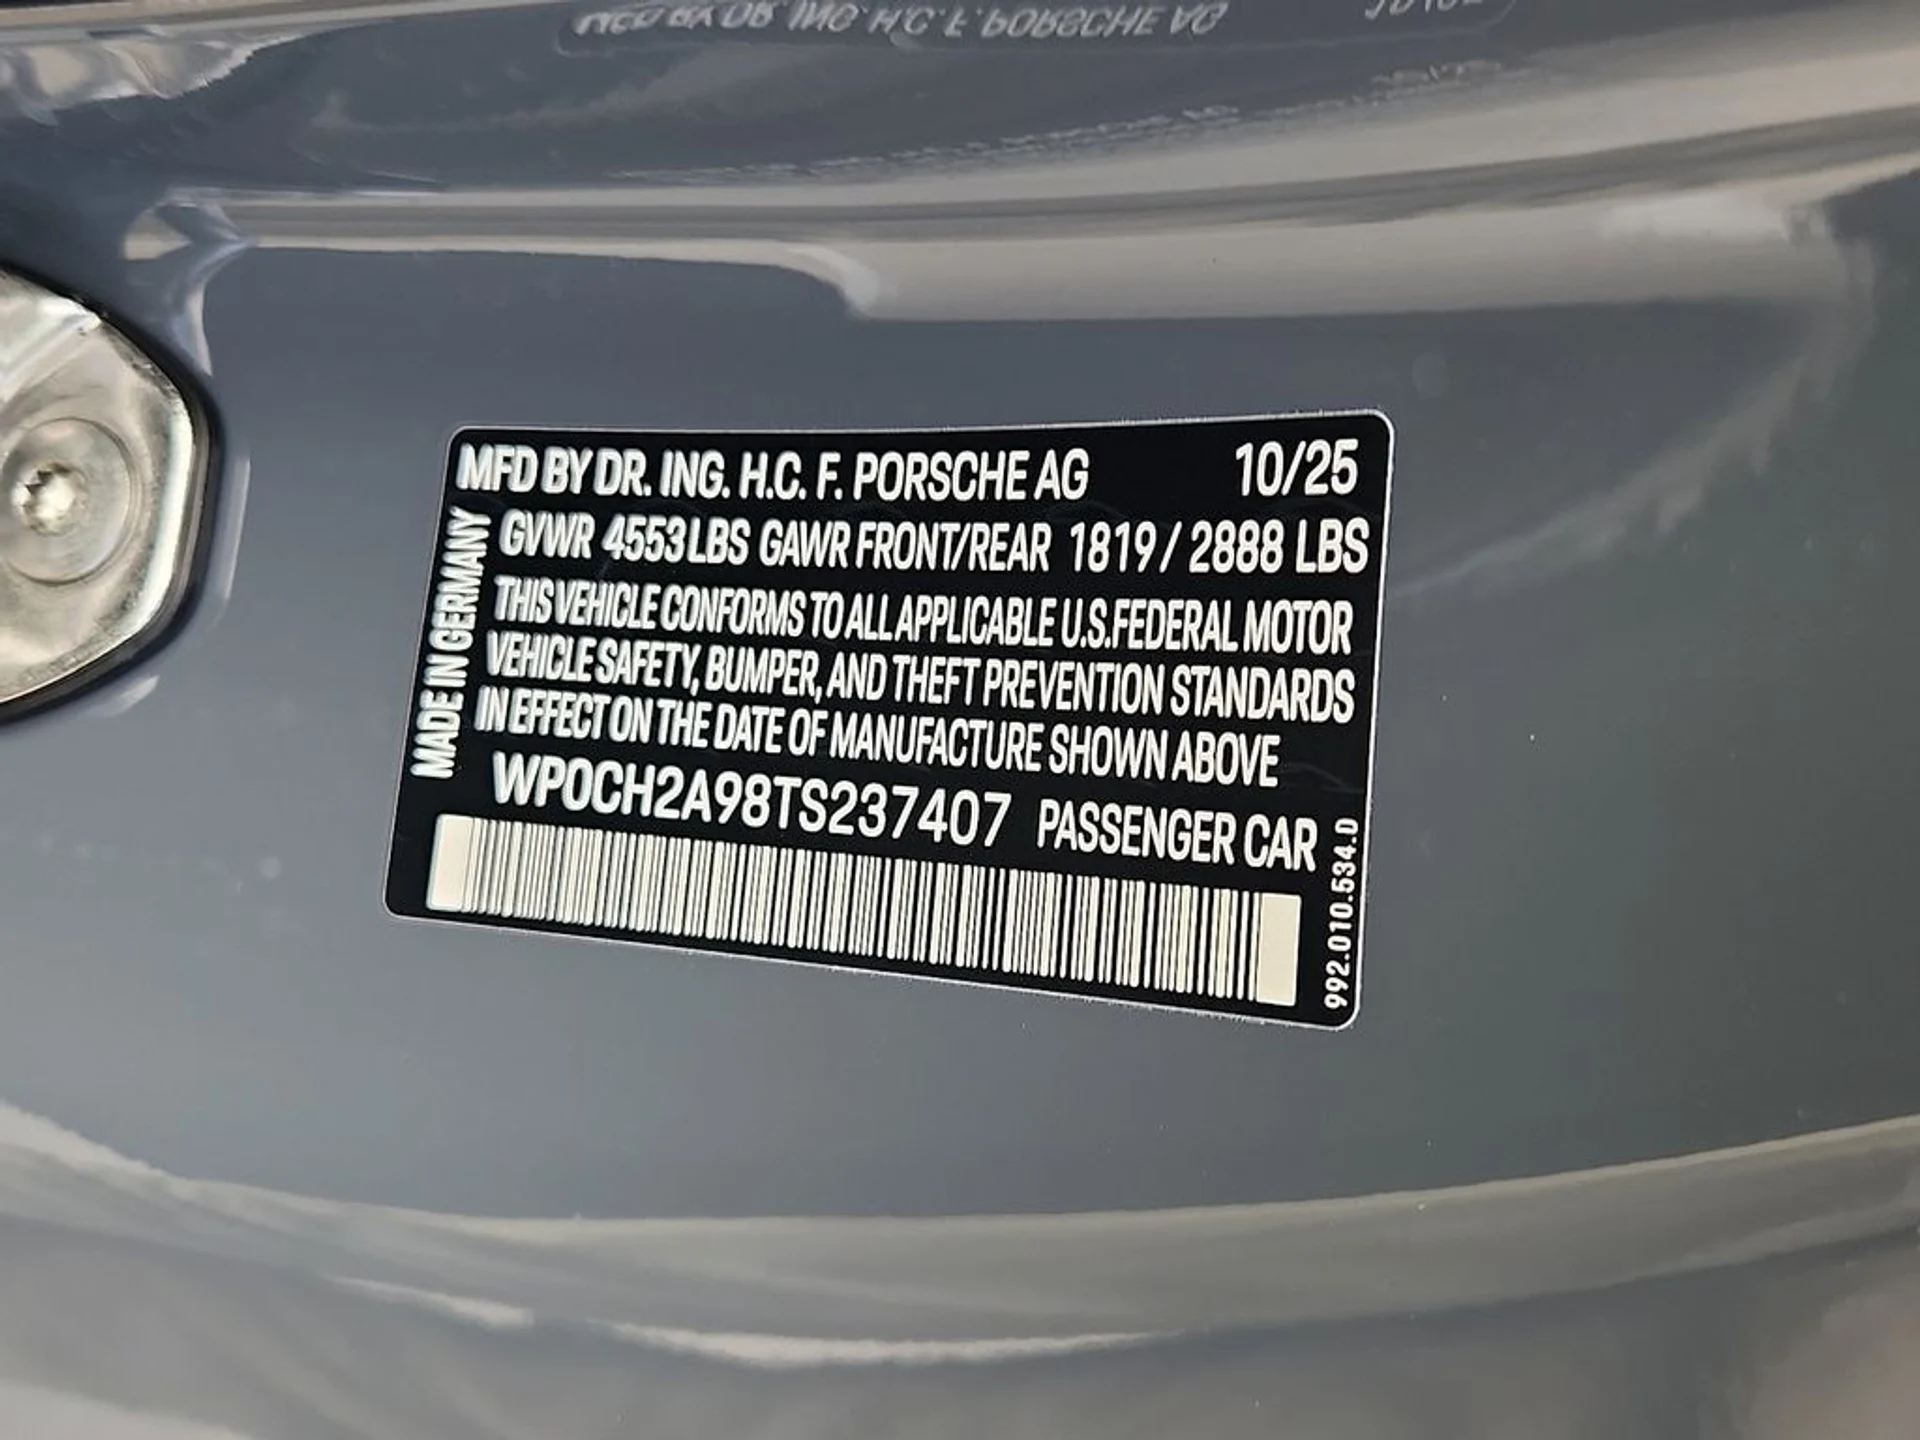 MFD BY DR. ING. H.C. F. PORSCHE AG 10/25
GVWR 4553LBS GAWR FRONT/REAR 1819 / 2888 LBS
THIS VEHICLE CONFORMS TO ALL APPLICABLE U.S.FEDERAL MOTOR
VEHICLE SAFETY, BUMPER, AND THEFT PREVENTION STANDARDS
IN EFFECT ON THE DATE OF MANUFACTURE SHOWN ABOVE
WP0CH2A98TS237407 PASSENGER CAR
MADE IN GERMANY
992.010.534.0